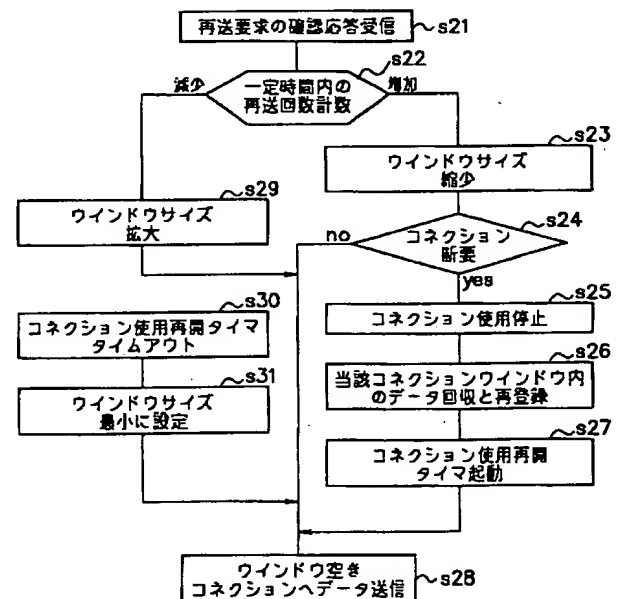 再送要求の確認応答受信
s21
s22
減少
一定時間内の
再送回数計数
増加
s23
ウインドウサイズ
縮少
s29
ウインドウサイズ
拡大
s24
no
コネクション
断要
yes
s25
コネクション使用停止
s30
コネクション使用再開タイマ
タイムアウト
s26
当該コネクションウインドウ内
のデータ回収と再登録
s31
ウインドウサイズ
最小に設定
s27
コネクション使用再開
タイマ起動
ウインドウ空き
コネクションへデータ送信
s28